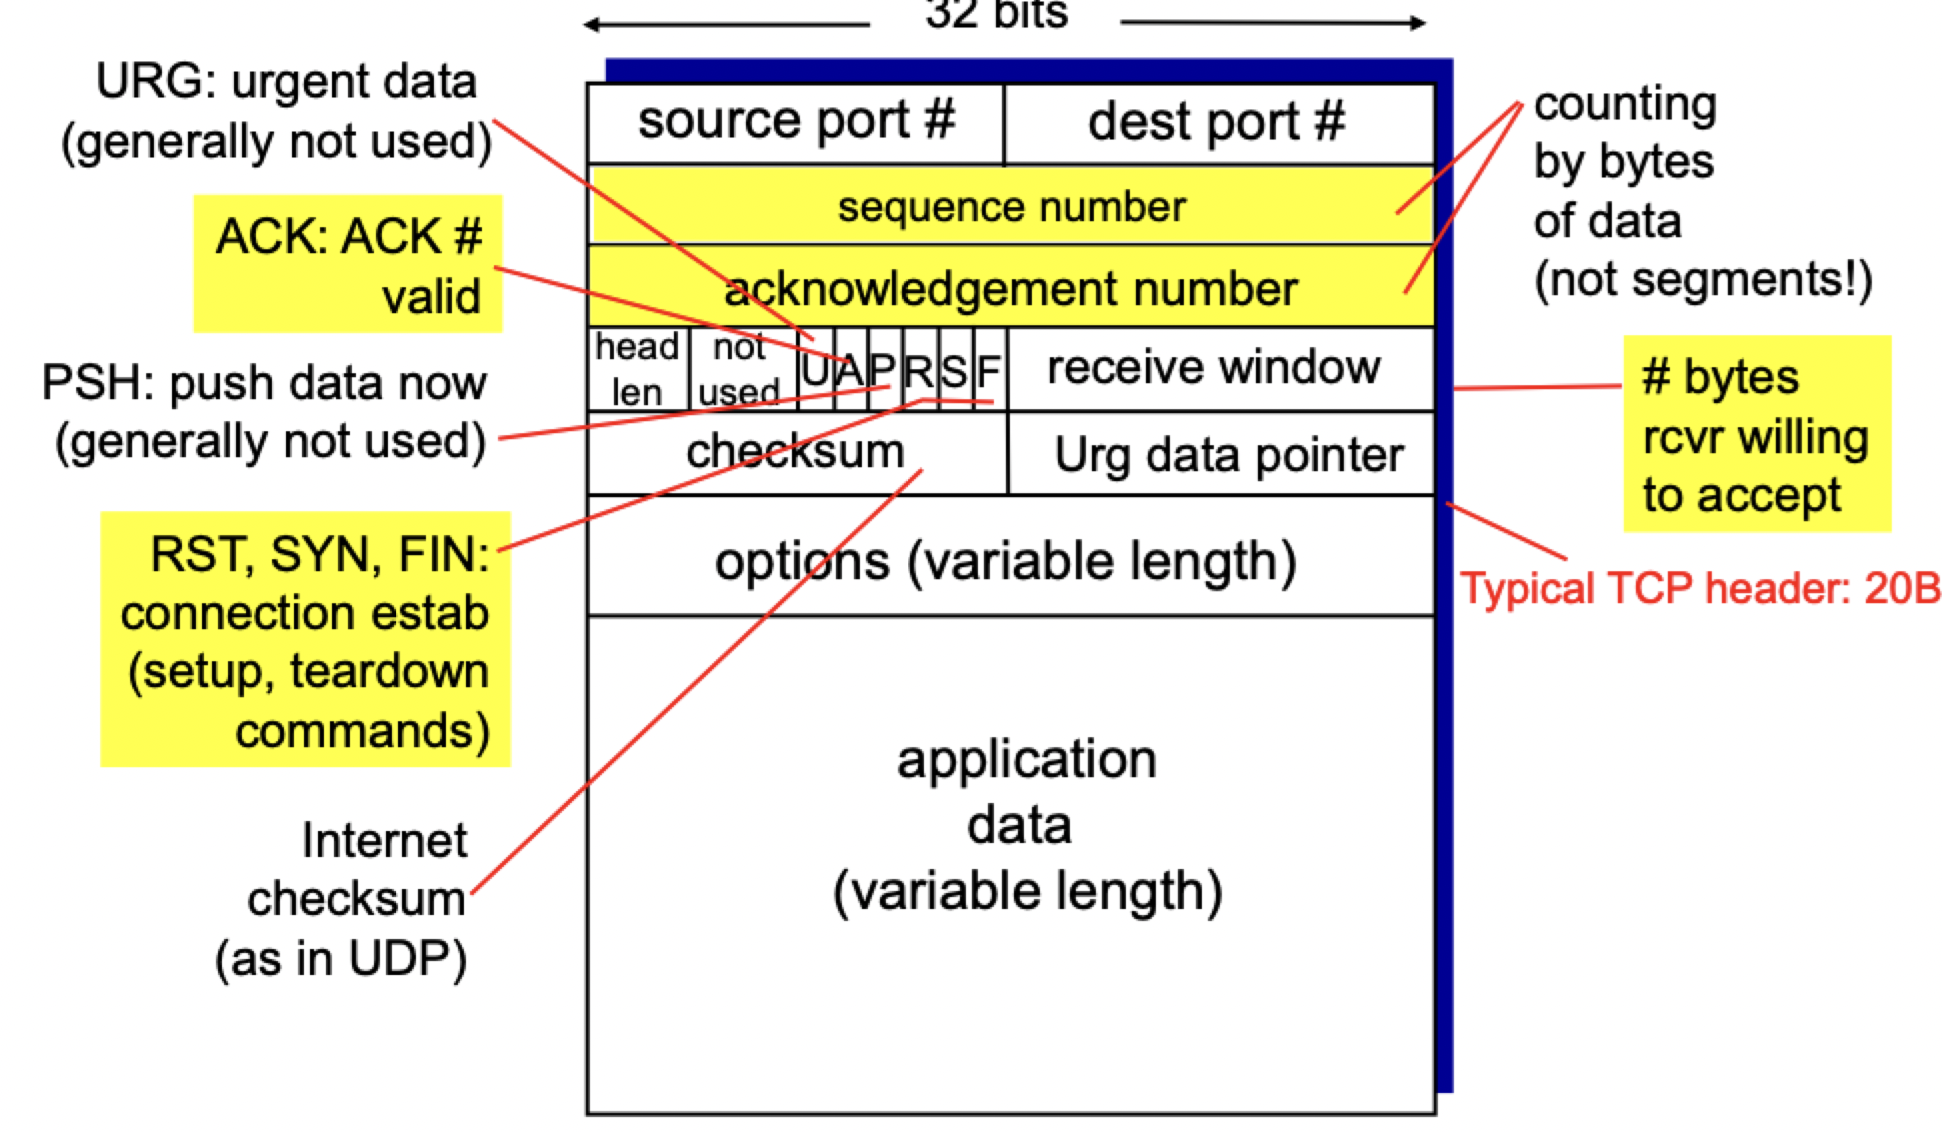 32 bits
URG: urgent data
(generally not used)
ACK: ACK #
valid
PSH: push data now
(generally not used)
RST, SYN, FIN:
connection estab
(setup, teardown
commands)
Internet
checksum
(as in UDP)
source port #
dest port #
sequence number
acknowledgement number
head
len
not
used
U
A
P
R
S
F
receive window
checksum
Urg data pointer
options (variable length)
application
data
(variable length)
counting
by bytes
of data
(not segments!)
# bytes
rcvr willing
to accept
Typical TCP header: 20B